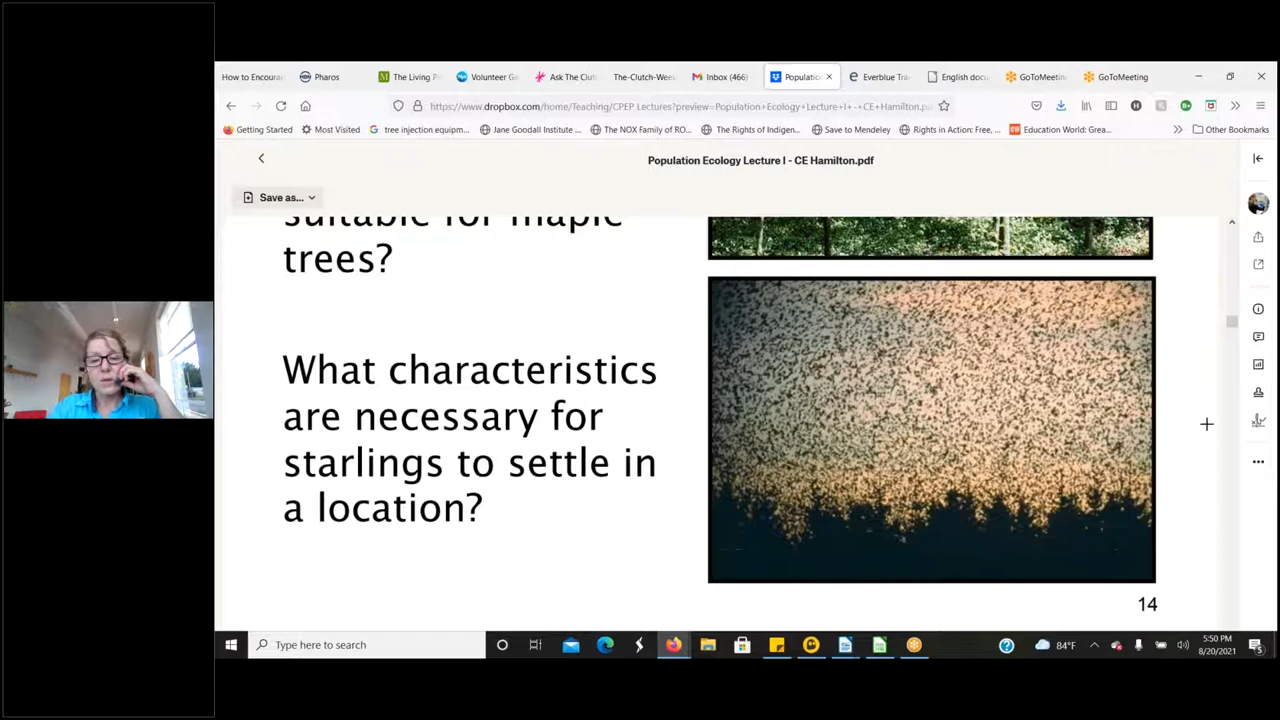 How to Encourag
Pharos
The Living P
Volunteer Ge
Ask The Clut
The-Clutch-Week
Inbox (466)
Populatio
Everblue Tra
English docu
GoToMeetin
GoToMeeting
https://www.dropbox.com/home/Teaching/CPEP Lectures?preview=Population+Ecology+Lecture+I+-+CE+Hamilton.p
Getting Started
Most Visited
tree injection equipm...
Jane Goodall Institute ...
The NOX Family of RO...
The Rights of Indigen...
Save to Mendeley
Rights in Action: Free, ...
Education World: Grea...
Other Bookmarks
Population Ecology Lecture I - CE Hamilton.pdf
Save as...
suitable for maple
trees?
What characteristics
are necessary for
starlings to settle in
a location?
14
Type here to search
84°F
5:50 PM
8/20/2021